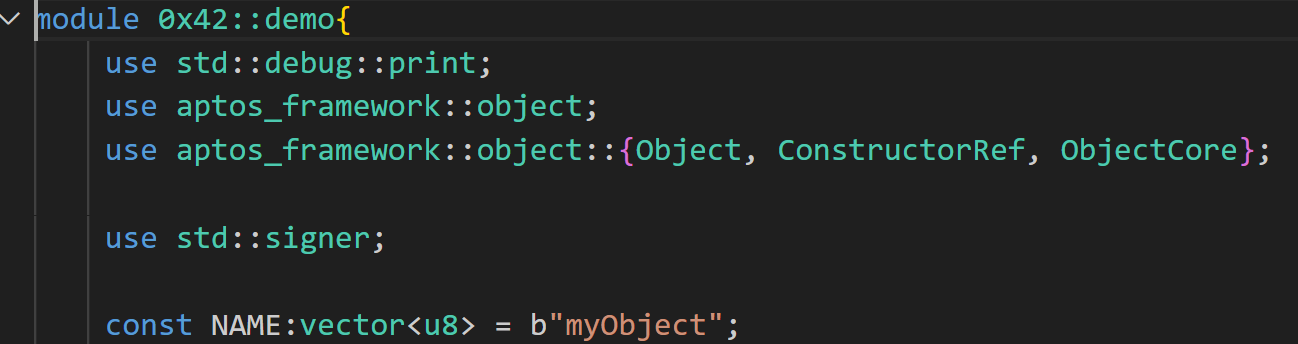 module 0x42::demo{
use std::debug::print;
use aptos_framework::object;
use aptos_framework::object::{Object, ConstructorRef, ObjectCore};
use std::signer;
const NAME:vector<u8> = b"myObject";